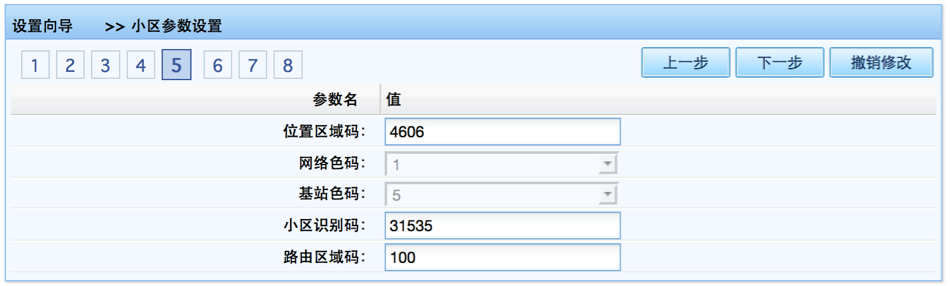 设置向导 >> 小区参数设置
1 2 3 4 5 6 7 8 上一步 下一步 撤销修改
参数名 值
位置区域码: 4606
网络色码: 1
基站色码: 5
小区识别码: 31535
路由区域码: 100